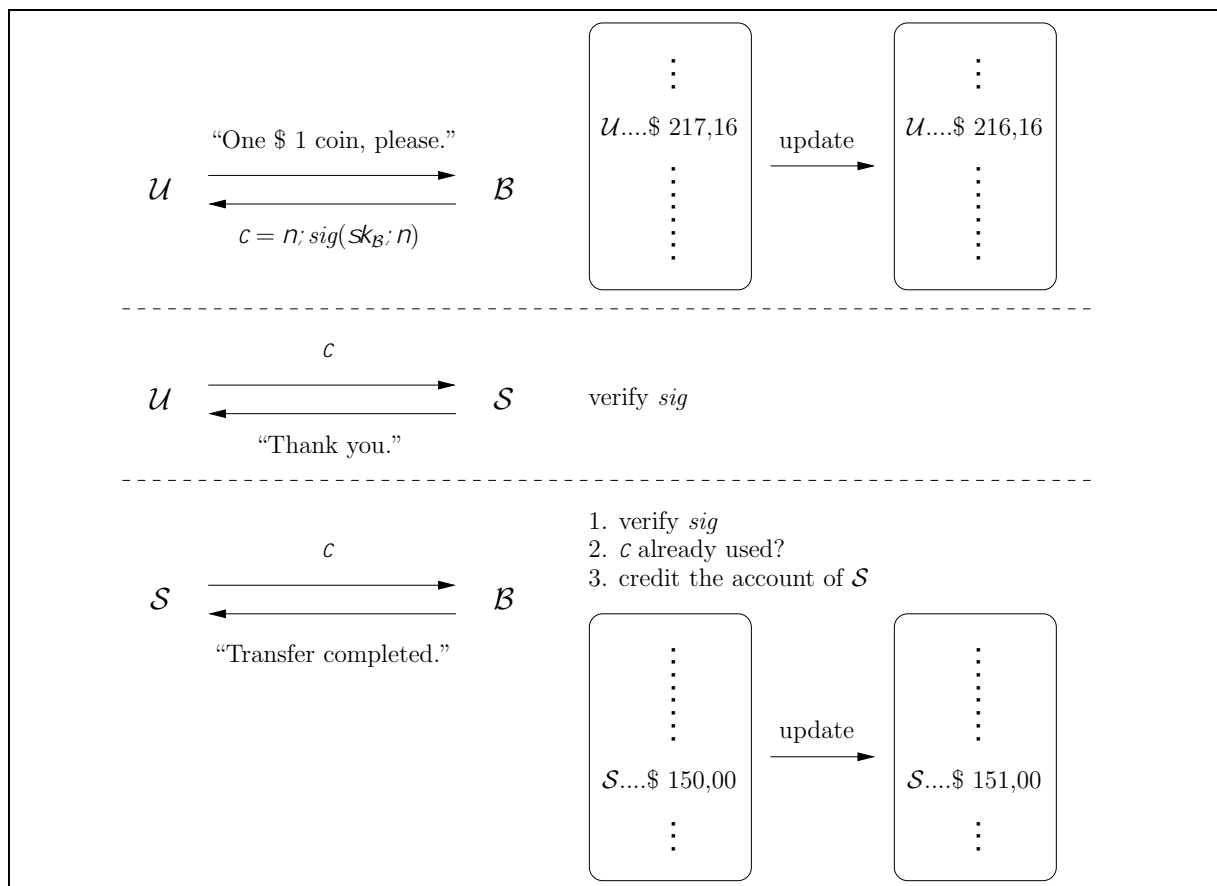 “One $ 1 coin, please.”
𝒰
ℬ
c = n; sig(sk_ℬ; n)
𝒰....$ 217,16
update
𝒰....$ 216,16
c
𝒰
𝒮
verify sig
“Thank you.”
c
𝒮
ℬ
“Transfer completed.”
1. verify sig
2. c already used?
3. credit the account of 𝒮
𝒮....$ 150,00
update
𝒮....$ 151,00